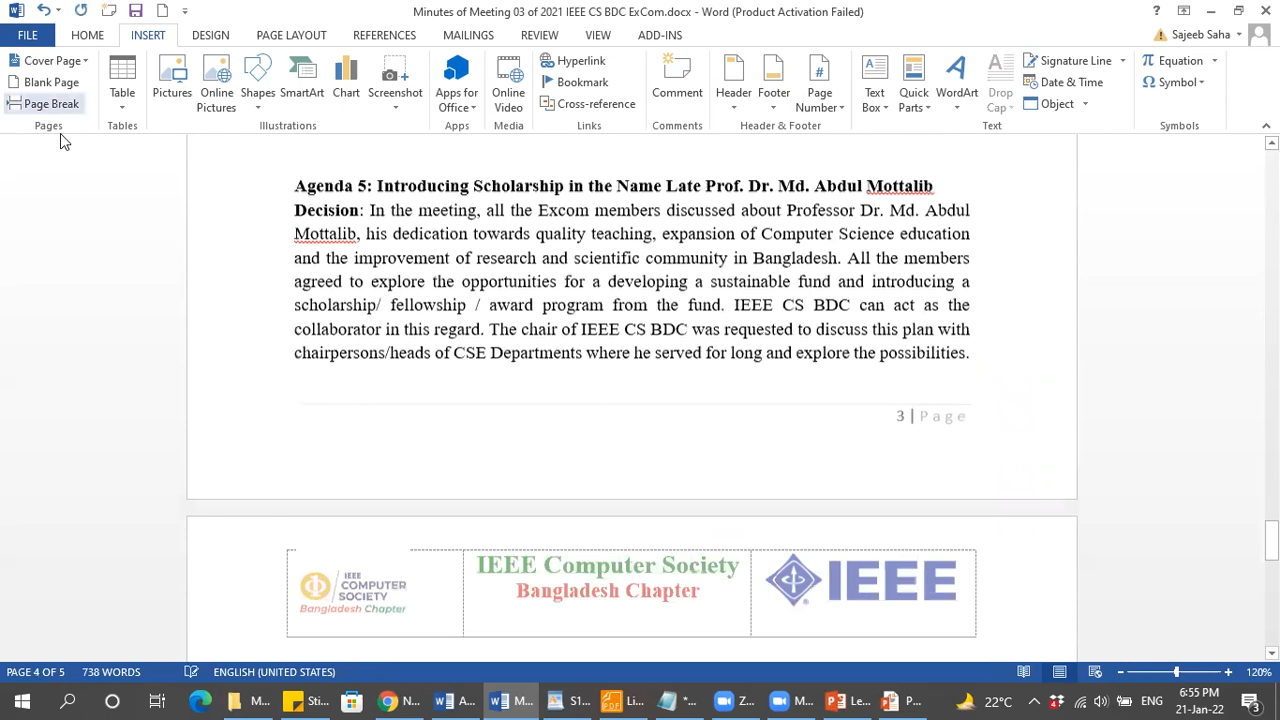 Minutes of Meeting 03 of 2021 IEEE CS BDC ExCom.docx - Word (Product Activation Failed)
FILE HOME INSERT DESIGN PAGE LAYOUT REFERENCES MAILINGS REVIEW VIEW ADD-INS Sajeeb Saha
Cover Page
Blank Page
Page Break
Pages
Table
Tables
Pictures
Online Pictures
Shapes
SmartArt
Chart
Screenshot
Illustrations
Apps for Office
Apps
Online Video
Media
Hyperlink
Bookmark
Cross-reference
Links
Comment
Comments
Header
Footer
Page Number
Header & Footer
Text Box
Quick Parts
WordArt
Drop Cap
Signature Line
Date & Time
Object
Text
Equation
Symbol
Symbols
Agenda 5: Introducing Scholarship in the Name Late Prof. Dr. Md. Abdul Mottalib
Decision: In the meeting, all the Excom members discussed about Professor Dr. Md. Abdul
Mottalib, his dedication towards quality teaching, expansion of Computer Science education
and the improvement of research and scientific community in Bangladesh. All the members
agreed to explore the opportunities for a developing a sustainable fund and introducing a
scholarship/ fellowship / award program from the fund. IEEE CS BDC can act as the
collaborator in this regard. The chair of IEEE CS BDC was requested to discuss this plan with
chairpersons/heads of CSE Departments where he served for long and explore the possibilities.
3 | Page
IEEE
COMPUTER
SOCIETY
Bangladesh Chapter
IEEE Computer Society
Bangladesh Chapter
IEEE
PAGE 4 OF 5 738 WORDS ENGLISH (UNITED STATES) 120%
M... Sti... N... A... M... S1... Li... *... Z... M... Le... P... 22°C ENG
6:55 PM
21-Jan-22
3